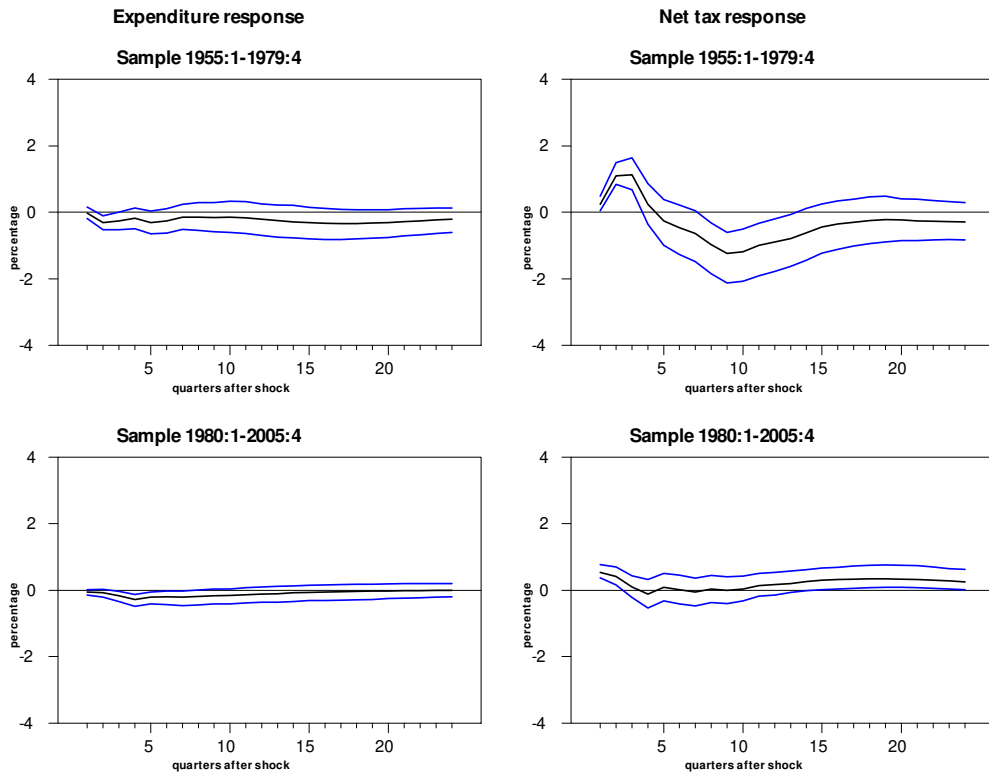 Expenditure response
Net tax response
Sample 1955:1-1979:4
Sample 1955:1-1979:4
4
2
0
-2
-4
percentage
5 10 15 20
quarters after shock
4
2
0
-2
-4
percentage
5 10 15 20
quarters after shock
Sample 1980:1-2005:4
Sample 1980:1-2005:4
4
2
0
-2
-4
percentage
5 10 15 20
quarters after shock
4
2
0
-2
-4
percentage
5 10 15 20
quarters after shock